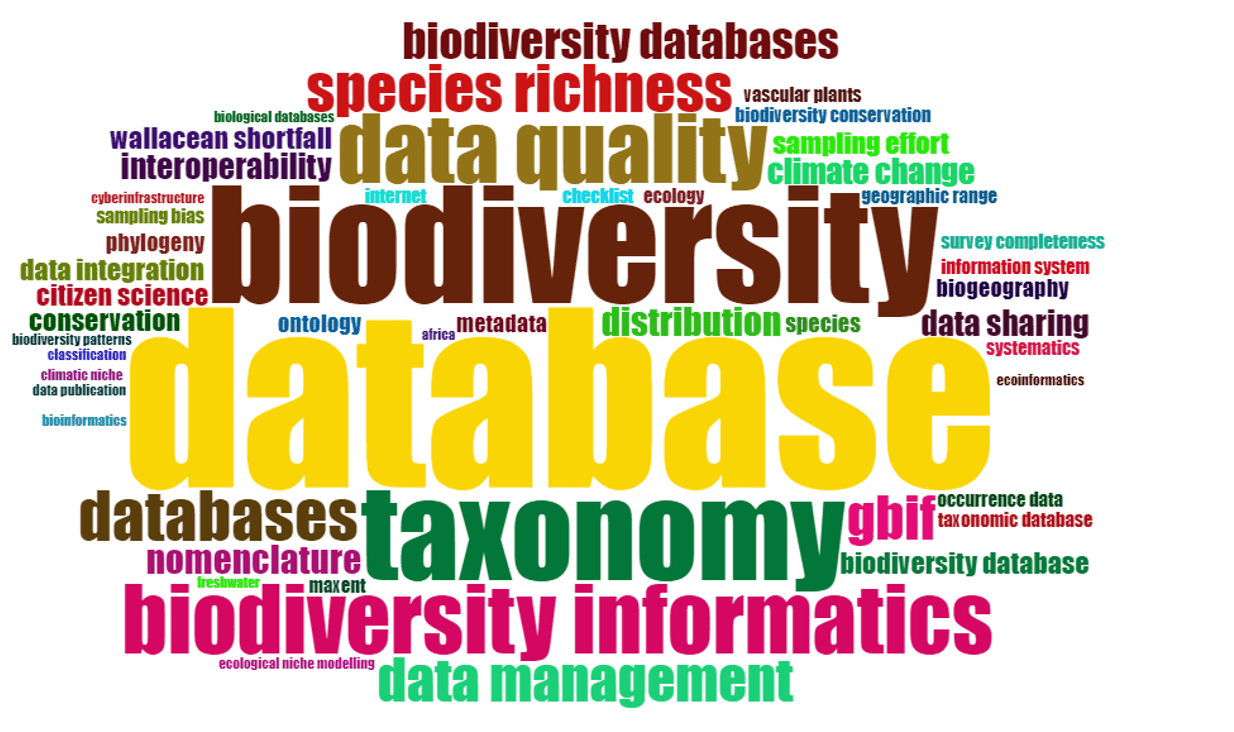 biodiversity databases
species richness
vascular plants
biological databases
biodiversity conservation
wallacean shortfall
data quality
sampling effort
interoperability
climate change
cyberinfrastructure
internet
checklist
ecology
geographic range
sampling bias
biodiversity
phylogeny
survey completeness
data integration
information system
citizen science
biogeography
conservation
ontology
africa
metadata
distribution
species
data sharing
biodiversity patterns
classification
systematics
climatic niche
database
ecoinformatics
data publication
bioinformatics
databases
taxonomy
gbif
occurrence data
taxonomic database
nomenclature
biodiversity database
freshwater
maxent
biodiversity informatics
ecological niche modelling
data management